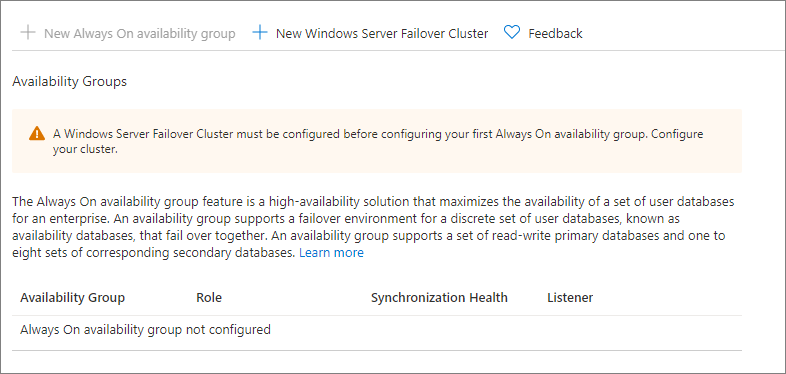 New Always On availability group New Windows Server Failover Cluster Feedback
Availability Groups
A Windows Server Failover Cluster must be configured before configuring your first Always On availability group. Configure
your cluster.
The Always On availability group feature is a high-availability solution that maximizes the availability of a set of user databases
for an enterprise. An availability group supports a failover environment for a discrete set of user databases, known as
availability databases, that fail over together. An availability group supports a set of read-write primary databases and one to
eight sets of corresponding secondary databases. Learn more
Availability Group Role Synchronization Health Listener
Always On availability group not configured